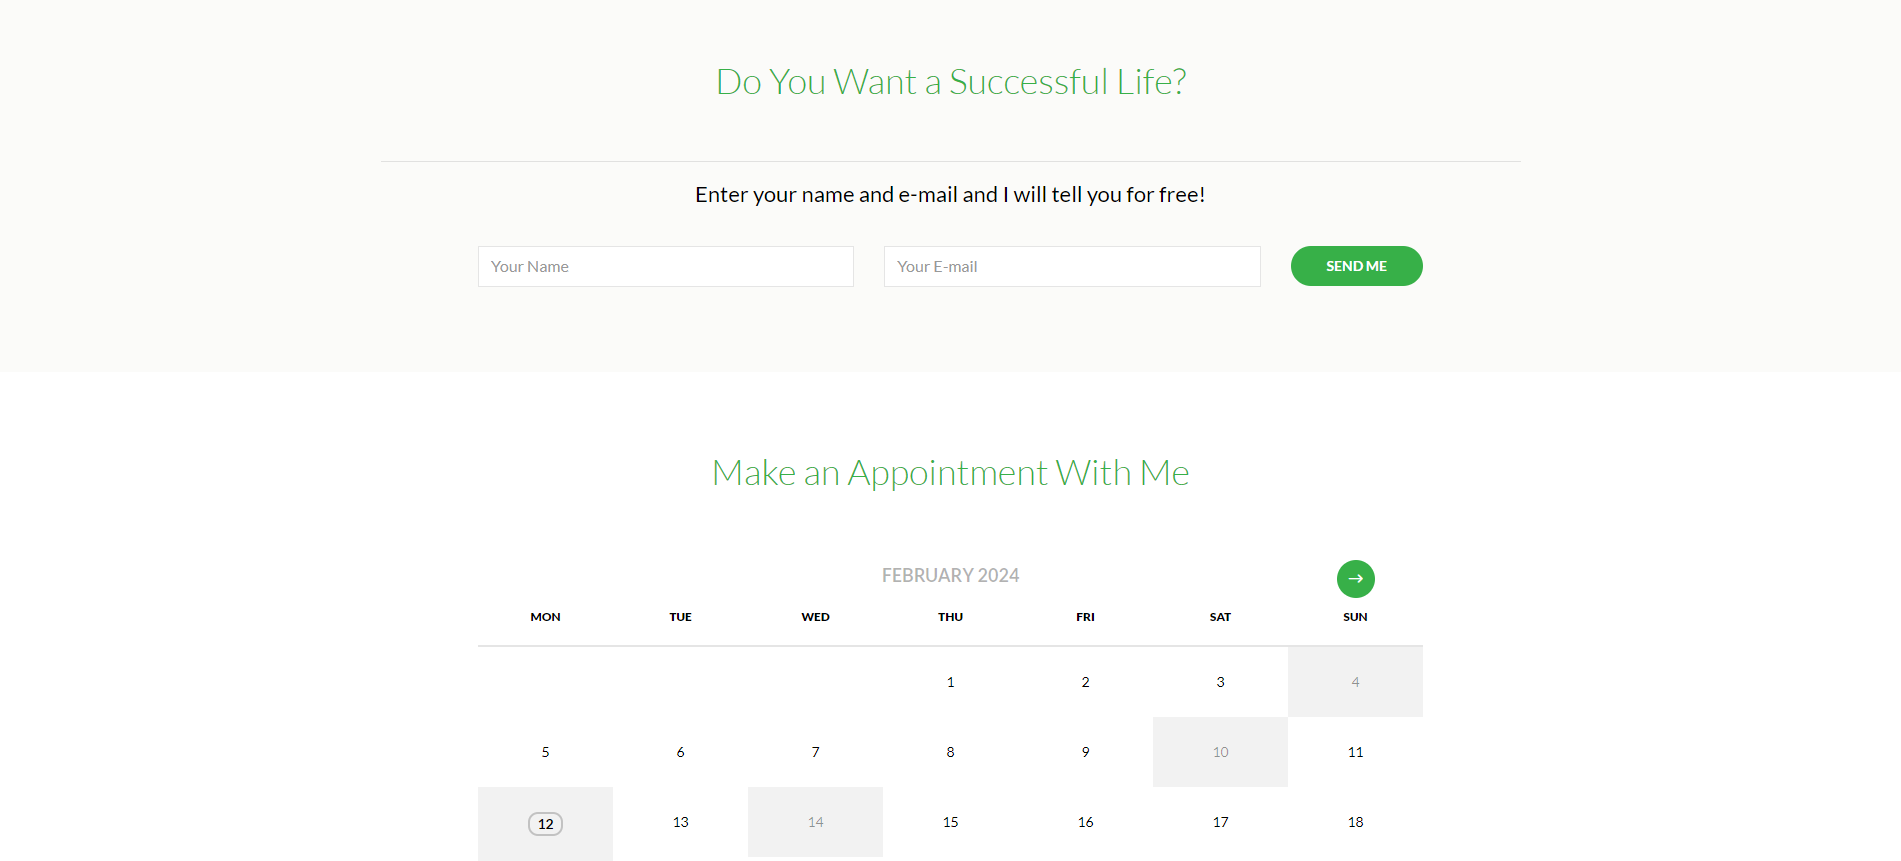 Do You Want a Successful Life?
Enter your name and e-mail and I will tell you for free!
Your Name
Your E-mail
SEND ME
Make an Appointment With Me
FEBRUARY 2024
→
MON TUE WED THU FRI SAT SUN
1 2 3 4
5 6 7 8 9 10 11
12 13 14 15 16 17 18